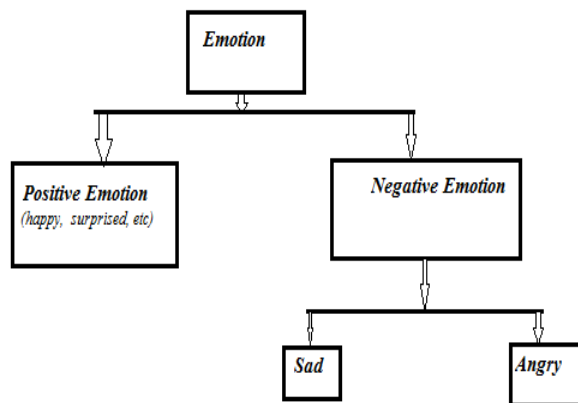 Emotion
Positive Emotion
(happy, surprised, etc)
Negative Emotion
Sad
Angry